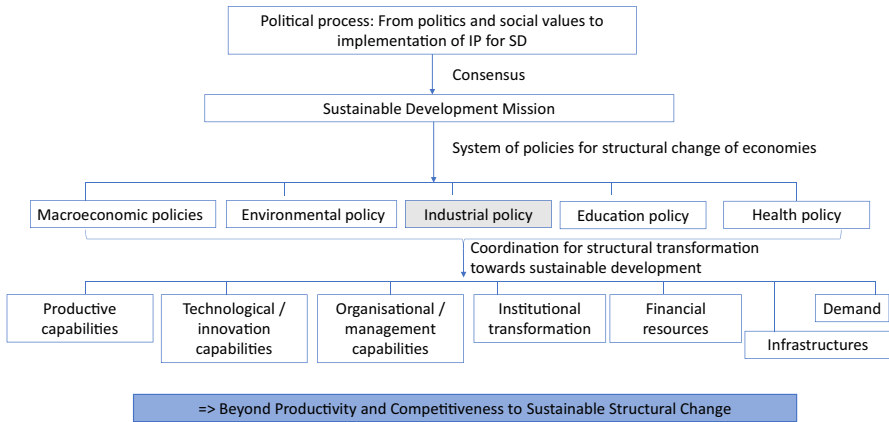 Political process: From politics and social values to
implementation of IP for SD
Consensus
Sustainable Development Mission
System of policies for structural change of economies
Macroeconomic policies
Environmental policy
Industrial policy
Education policy
Health policy
Coordination for structural transformation
towards sustainable development
Productive
capabilities
Technological /
innovation
capabilities
Organisational /
management
capabilities
Institutional
transformation
Financial
resources
Infrastructures
Demand
=> Beyond Productivity and Competitiveness to Sustainable Structural Change